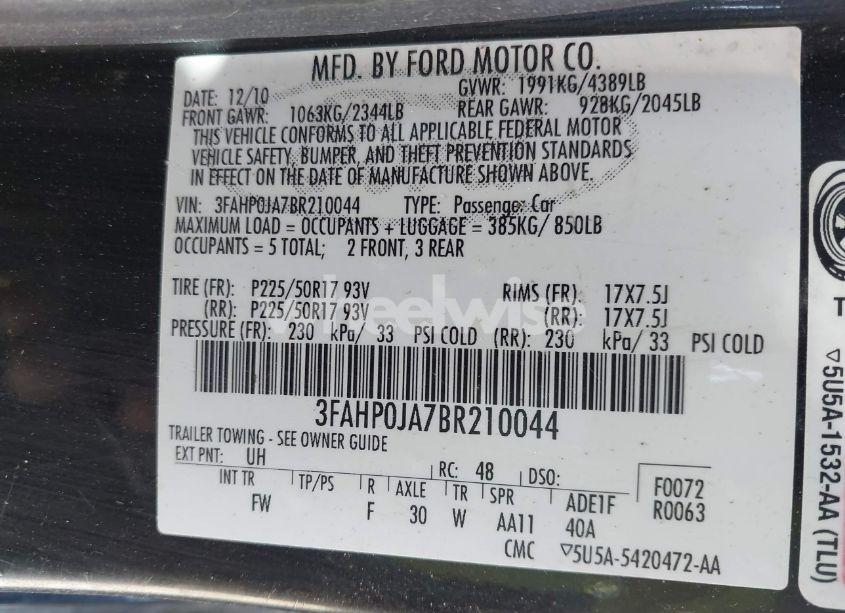 MFD. BY FORD MOTOR CO.
DATE: 12/10 GVWR: 1991KG/4389LB
FRONT GAWR: 1063KG/2344LB REAR GAWR: 928KG/2045LB
THIS VEHICLE CONFORMS TO ALL APPLICABLE FEDERAL MOTOR
VEHICLE SAFETY, BUMPER, AND THEFT PREVENTION STANDARDS
IN EFFECT ON THE DATE OF MANUFACTURE SHOWN ABOVE.
VIN: 3FAHP0JA7BR210044 TYPE: Passenger Car
MAXIMUM LOAD = OCCUPANTS + LUGGAGE = 385KG/ 850LB
OCCUPANTS = 5 TOTAL; 2 FRONT, 3 REAR
TIRE (FR): P225/50R17 93V RIMS (FR): 17X7.5J
(RR): P225/50R17 93V (RR): 17X7.5J
PRESSURE (FR): 230 kPa/ 33 PSI COLD (RR): 230 kPa/ 33 PSI COLD
3FAHP0JA7BR210044
TRAILER TOWING - SEE OWNER GUIDE
EXT PNT: UH RC: 48 DSO: F0072
INT TR TP/PS R AXLE TR SPR ADE1F R0063
FW F 30 W AA11 40A
CMC ▽5U5A-5420472-AA
T
▽5U5A-1532-AA (TLU)